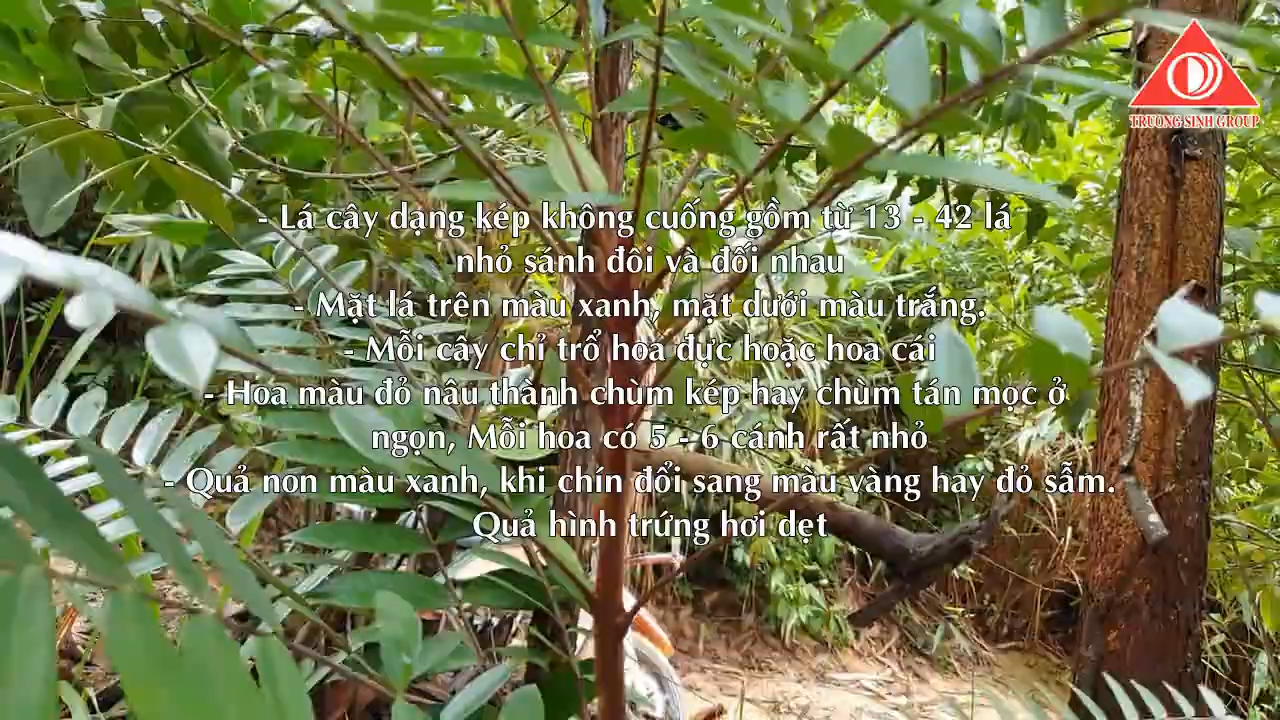 TRUONG SINH GROUP
- Lá cây dạng kép không cuống gồm từ 13 - 42 lá
nhỏ sánh đôi và đối nhau
- Mặt lá trên màu xanh, mặt dưới màu trắng.
- Mỗi cây chỉ trổ hoa đực hoặc hoa cái
- Hoa màu đỏ nâu thành chùm kép hay chùm tán mọc ở
ngọn, Mỗi hoa có 5 - 6 cánh rất nhỏ
- Quả non màu xanh, khi chín đổi sang màu vàng hay đỏ sẫm.
Quả hình trứng hơi dẹt